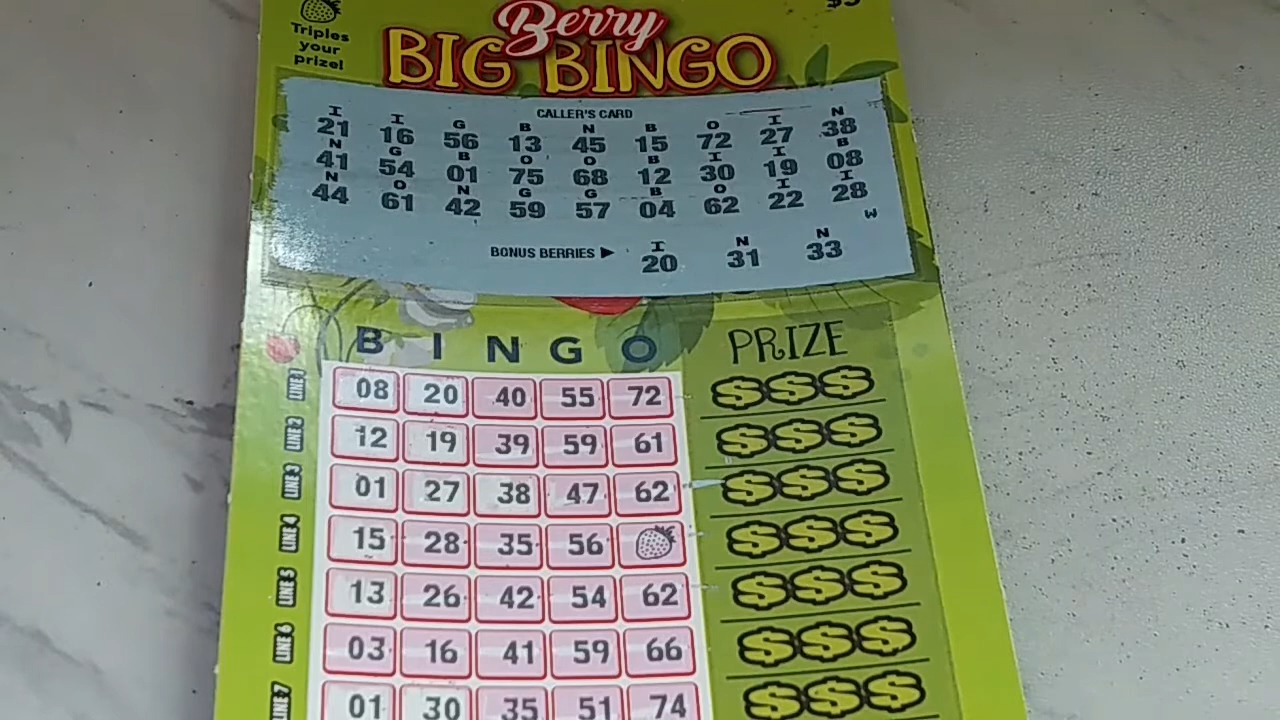 $5
Triples
your
prize!
Berry
BIG BINGO
CALLER'S CARD
I I G B N B O I N
21 16 56 13 45 15 72 27 38
N G B O O B I I B
41 54 01 75 68 12 30 19 08
N O N G G B O I I
44 61 42 59 57 04 62 22 28
W
I N N
BONUS BERRIES ▶ 20 31 33
B I N G O PRIZE
LINE 1 08 20 40 55 72 $$$
LINE 2 12 19 39 59 61 $$$
LINE 3 01 27 38 47 62 $$$
LINE 4 15 28 35 56 $$$
LINE 5 13 26 42 54 62 $$$
LINE 6 03 16 41 59 66 $$$
LINE 7 01 30 35 51 74 $$$